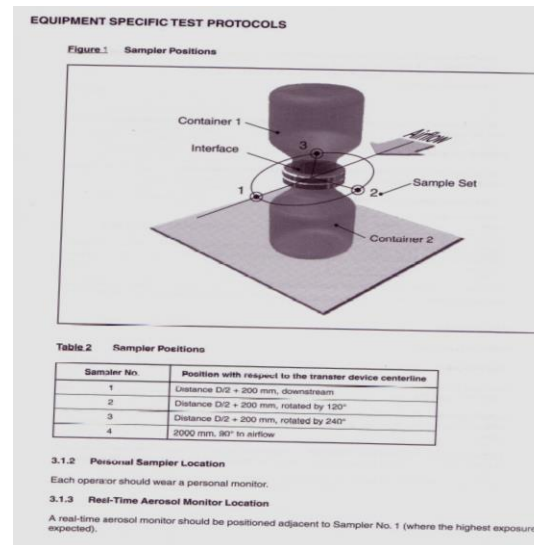 EQUIPMENT SPECIFIC TEST PROTOCOLS
Figure 1 Sampler Positions
Container 1
Airflow
3
Interface
1
2
Sample Set
Container 2
Table 2 Sampler Positions
Sampler No. Position with respect to the transfer device centerline
1 Distance D/2 + 200 mm, downstream
2 Distance D/2 + 200 mm, rotated by 120°
3 Distance D/2 + 200 mm, rotated by 240°
4 2000 mm, 90° In airflow
3.1.2 Personal Sampler Location
Each operator should wear a personal monitor.
3.1.3 Real-Time Aerosol Monitor Location
A real-time aerosol monitor should be positioned adjacent to Sampler No. 1 (where the highest exposure
expected).